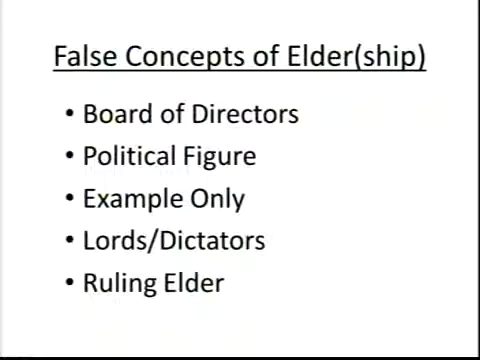 False Concepts of Elder(ship)
• Board of Directors
• Political Figure
• Example Only
• Lords/Dictators
• Ruling Elder